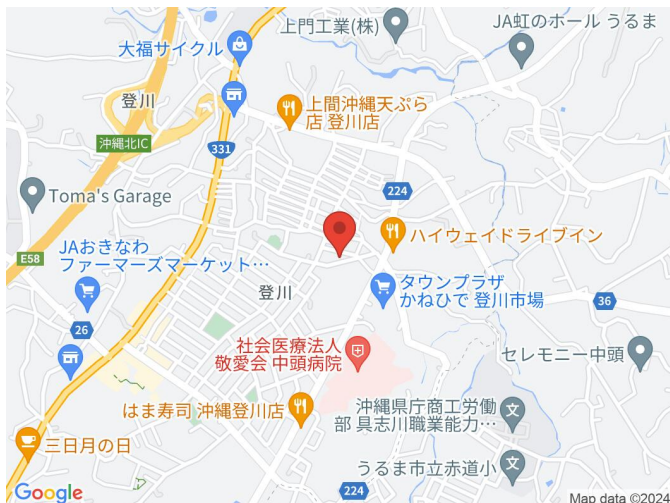 上門工業(株)
JA虹のホール うるま
大福サイクル
登川
上間沖縄天ぷら
店 登川店
沖縄北IC
331
Toma's Garage
224
E58
JAおきなわ
ファーマーズマーケット…
ハイウェイドライブイン
登川
タウンプラザ
かねひで 登川市場
36
26
社会医療法人
敬愛会 中頭病院
セレモニー中頭
はま寿司 沖縄登川店
沖縄県庁商工労働
部 具志川職業能力…
三日月の日
うるま市立赤道小
224
Google
Map data ©2024